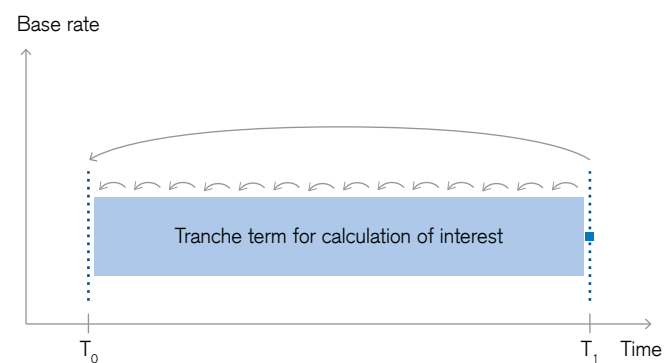 Base rate
Tranche term for calculation of interest
T₀ T₁ Time